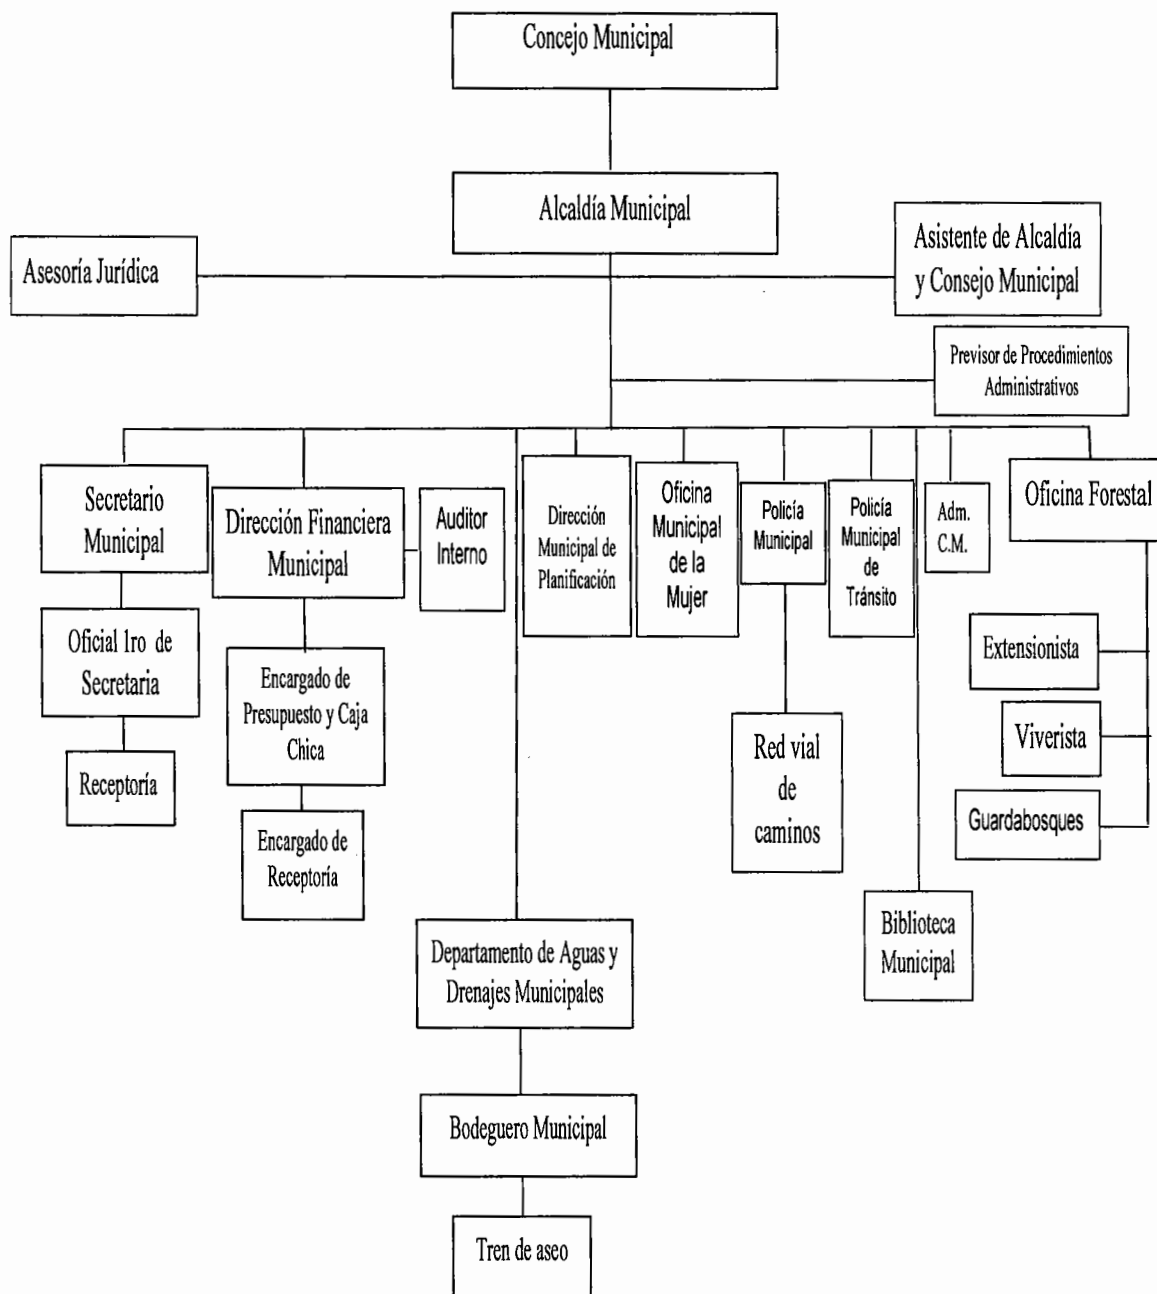 Concejo Municipal
Alcaldía Municipal
Asesoría Jurídica
Asistente de Alcaldía
y Consejo Municipal
Previsor de Procedimientos
Administrativos
Secretario
Municipal
Dirección Financiera
Municipal
Auditor
Interno
Dirección
Municipal de
Planificación
Oficina
Municipal
de la
Mujer
Policía
Municipal
Policía
Municipal
de
Tránsito
Adm.
C.M.
Oficina Forestal
Oficial 1ro de
Secretaria
Encargado de
Presupuesto y Caja
Chica
Extensionista
Receptoría
Red vial
de
caminos
Viverista
Guardabosques
Encargado de
Receptoría
Departamento de Aguas y
Drenajes Municipales
Biblioteca
Municipal
Bodeguero Municipal
Tren de aseo